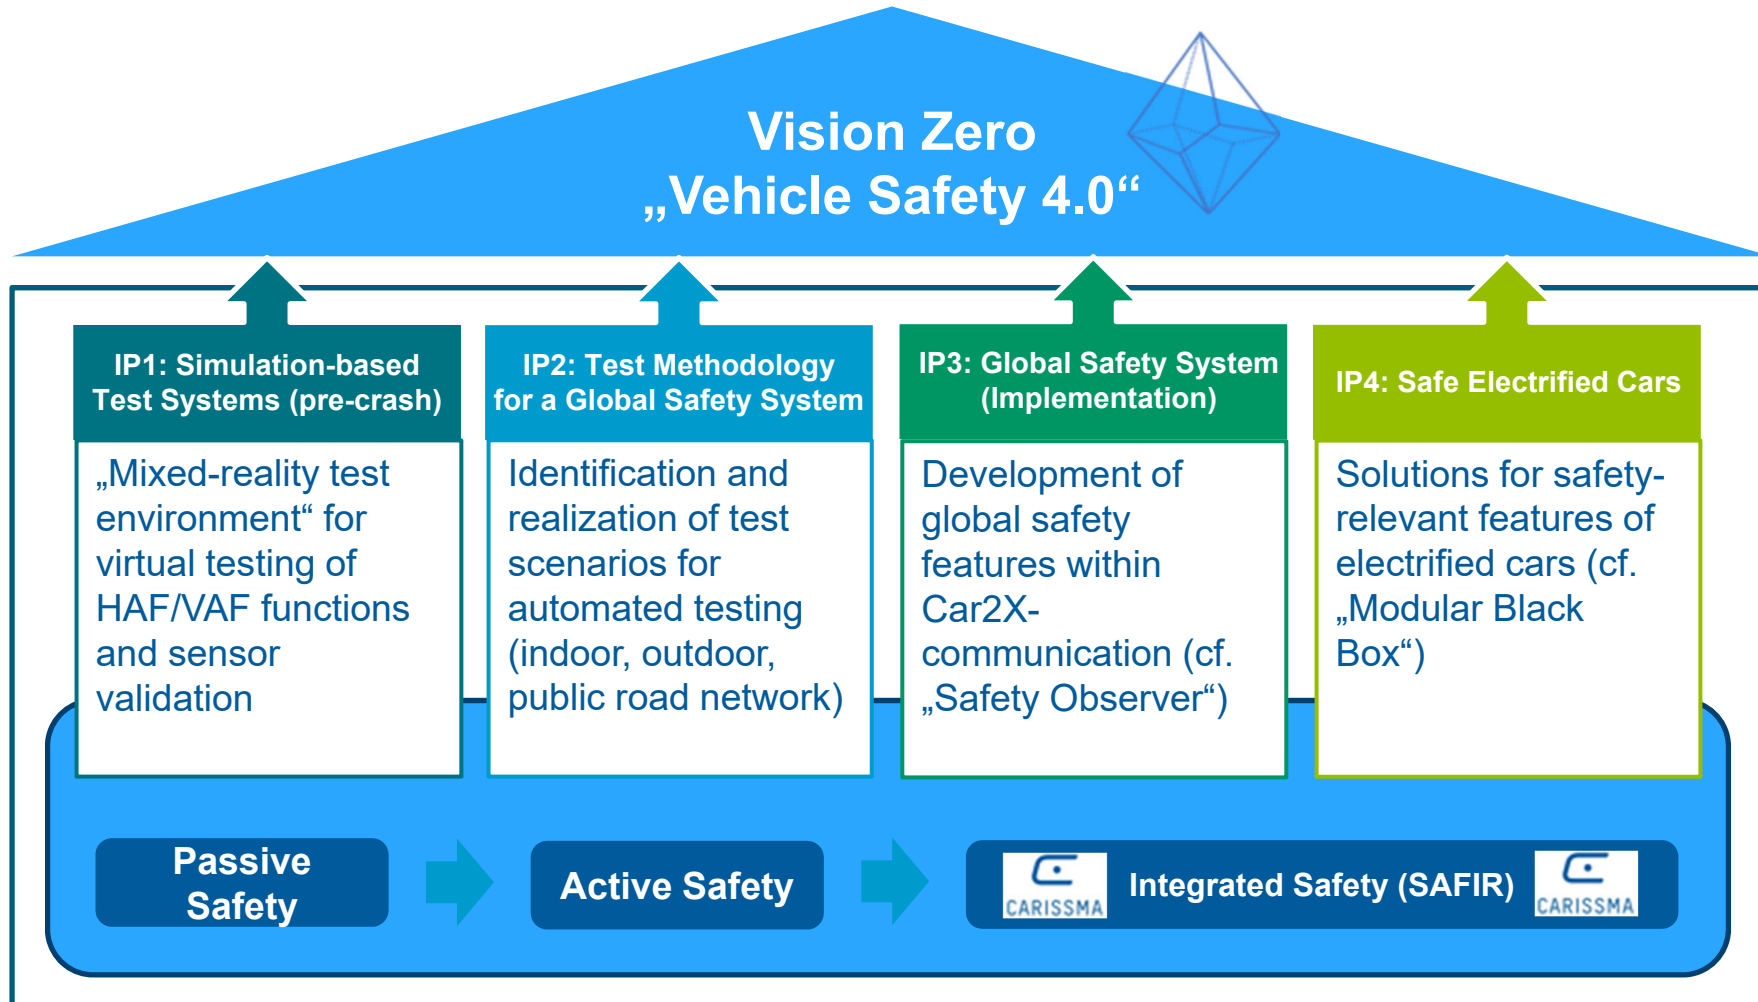 Vision Zero
„Vehicle Safety 4.0“
IP1: Simulation-based
Test Systems (pre-crash)
„Mixed-reality test
environment“ for
virtual testing of
HAF/VAF functions
and sensor
validation
IP2: Test Methodology
for a Global Safety System
Identification and
realization of test
scenarios for
automated testing
(indoor, outdoor,
public road network)
IP3: Global Safety System
(Implementation)
Development of
global safety
features within
Car2X-
communication (cf.
„Safety Observer“)
IP4: Safe Electrified Cars
Solutions for safety-
relevant features of
electrified cars (cf.
„Modular Black
Box“)
Passive
Safety
Active Safety
CARISSMA
Integrated Safety (SAFIR)
CARISSMA